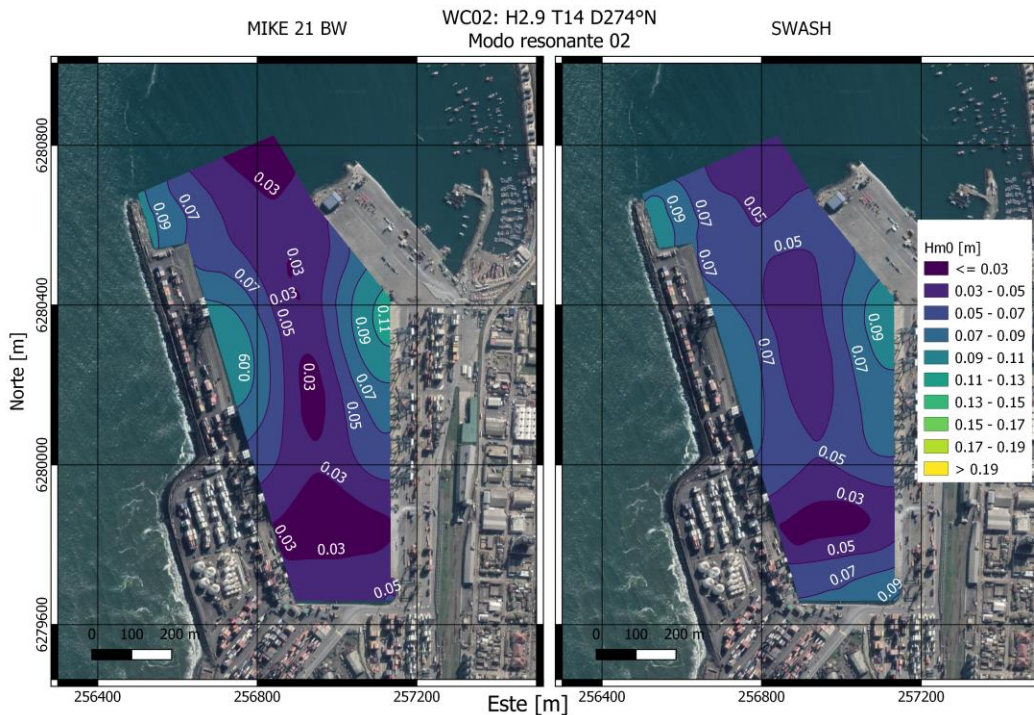 WC02: H2.9 T14 D274°N
MIKE 21 BW
SWASH
Modo resonante 02
Norte [m]
6280800
6280400
6280000
6279600
0.03
0.07
0.09
0.03
0.07
0.03
0.11
0.05
0.09
0.09
0.03
0.07
0.05
0.03
0.03
0.05
0 100 200 m
256400
256800
257200
0.09
0.07
0.05
0.05
0.09
0.07
0.07
0.05
0.03
0.05
0.07
0.09
0 100 200 m
256400
256800
257200
Hm0 [m]
<= 0.03
0.03 - 0.05
0.05 - 0.07
0.07 - 0.09
0.09 - 0.11
0.11 - 0.13
0.13 - 0.15
0.15 - 0.17
0.17 - 0.19
> 0.19
Este [m]